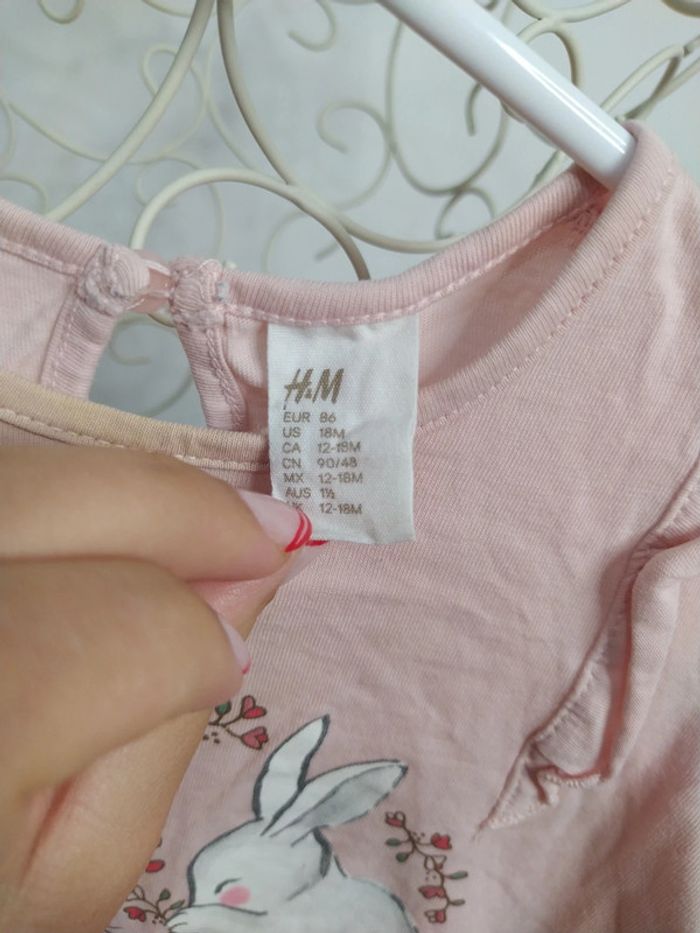 H&M
EUR 86
US 18M
CA 12-18M
CN 90/48
MX 12-18M
AUS 1½
12-18M